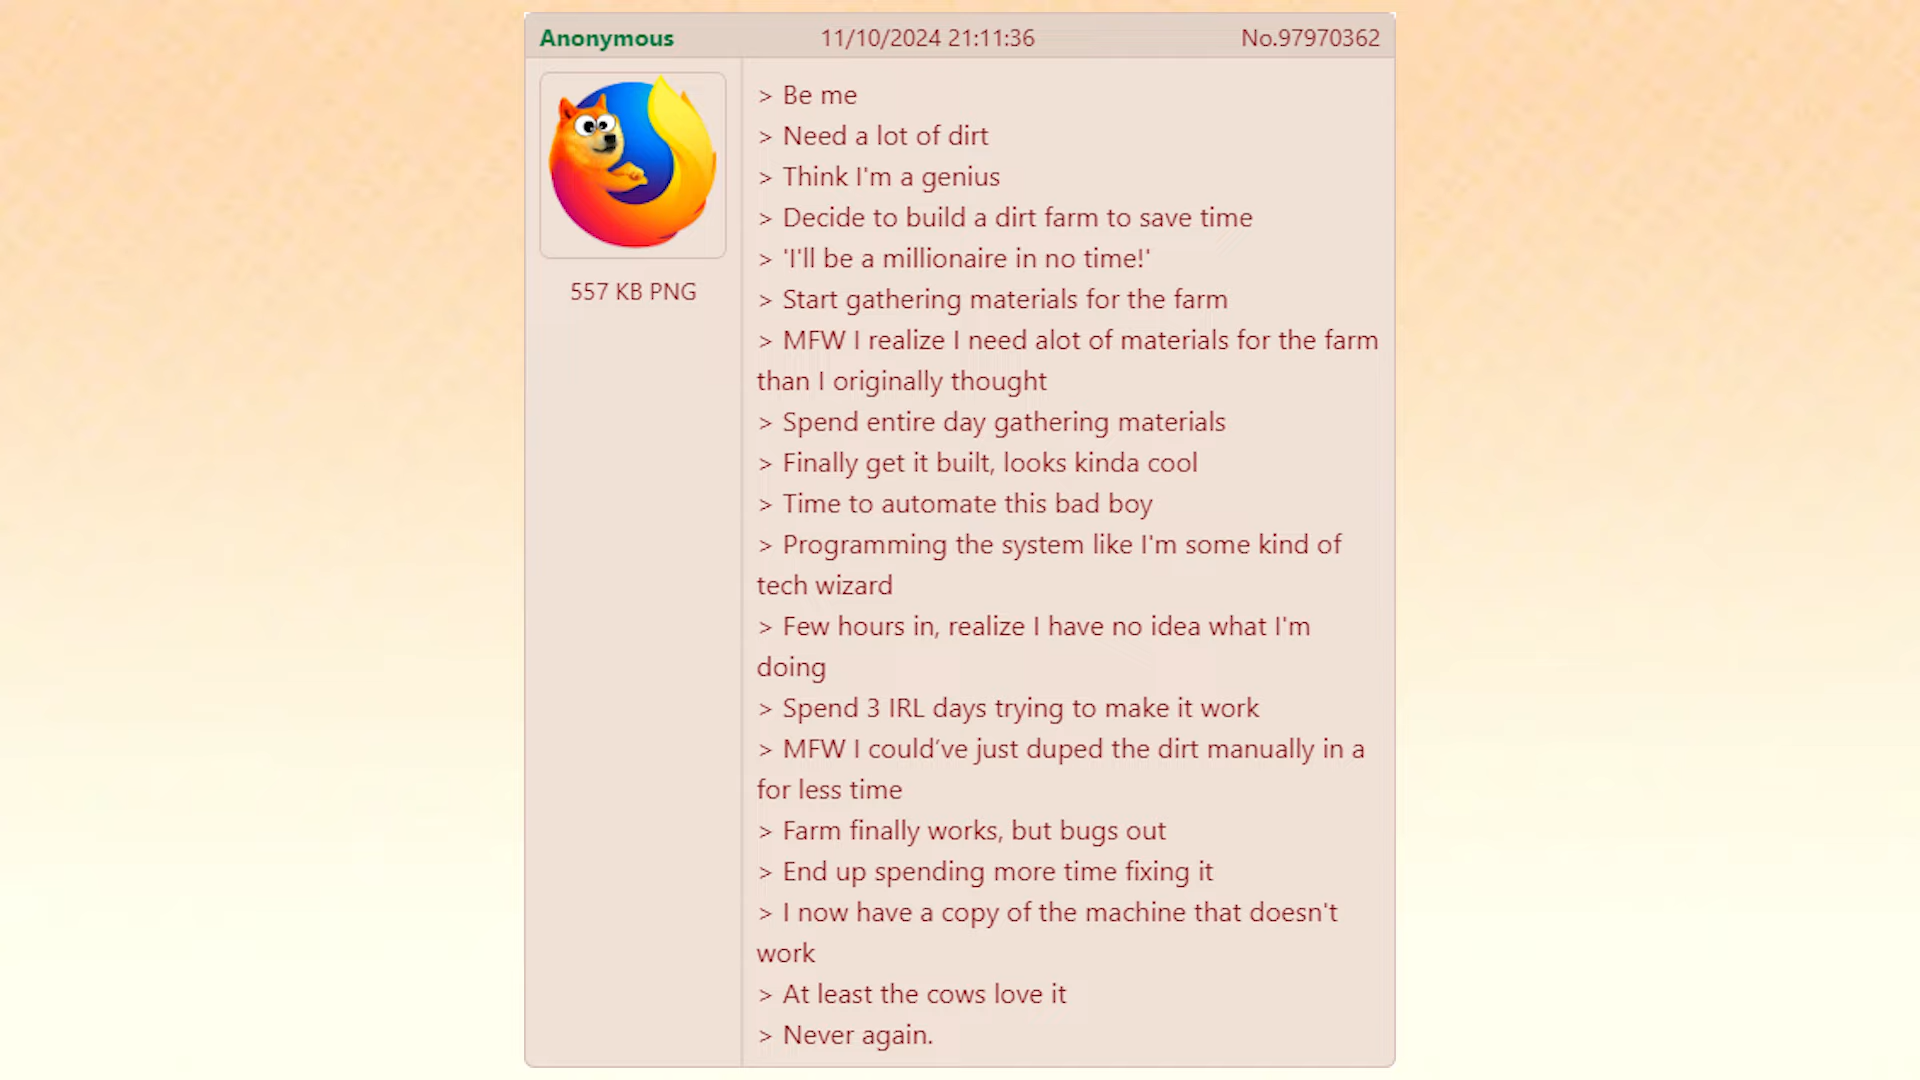 Anonymous 11/10/2024 21:11:36 No.97970362
557 KB PNG
> Be me
> Need a lot of dirt
> Think I'm a genius
> Decide to build a dirt farm to save time
> 'I'll be a millionaire in no time!'
> Start gathering materials for the farm
> MFW I realize I need alot of materials for the farm
than I originally thought
> Spend entire day gathering materials
> Finally get it built, looks kinda cool
> Time to automate this bad boy
> Programming the system like I'm some kind of
tech wizard
> Few hours in, realize I have no idea what I'm
doing
> Spend 3 IRL days trying to make it work
> MFW I could’ve just duped the dirt manually in a
for less time
> Farm finally works, but bugs out
> End up spending more time fixing it
> I now have a copy of the machine that doesn't
work
> At least the cows love it
> Never again.